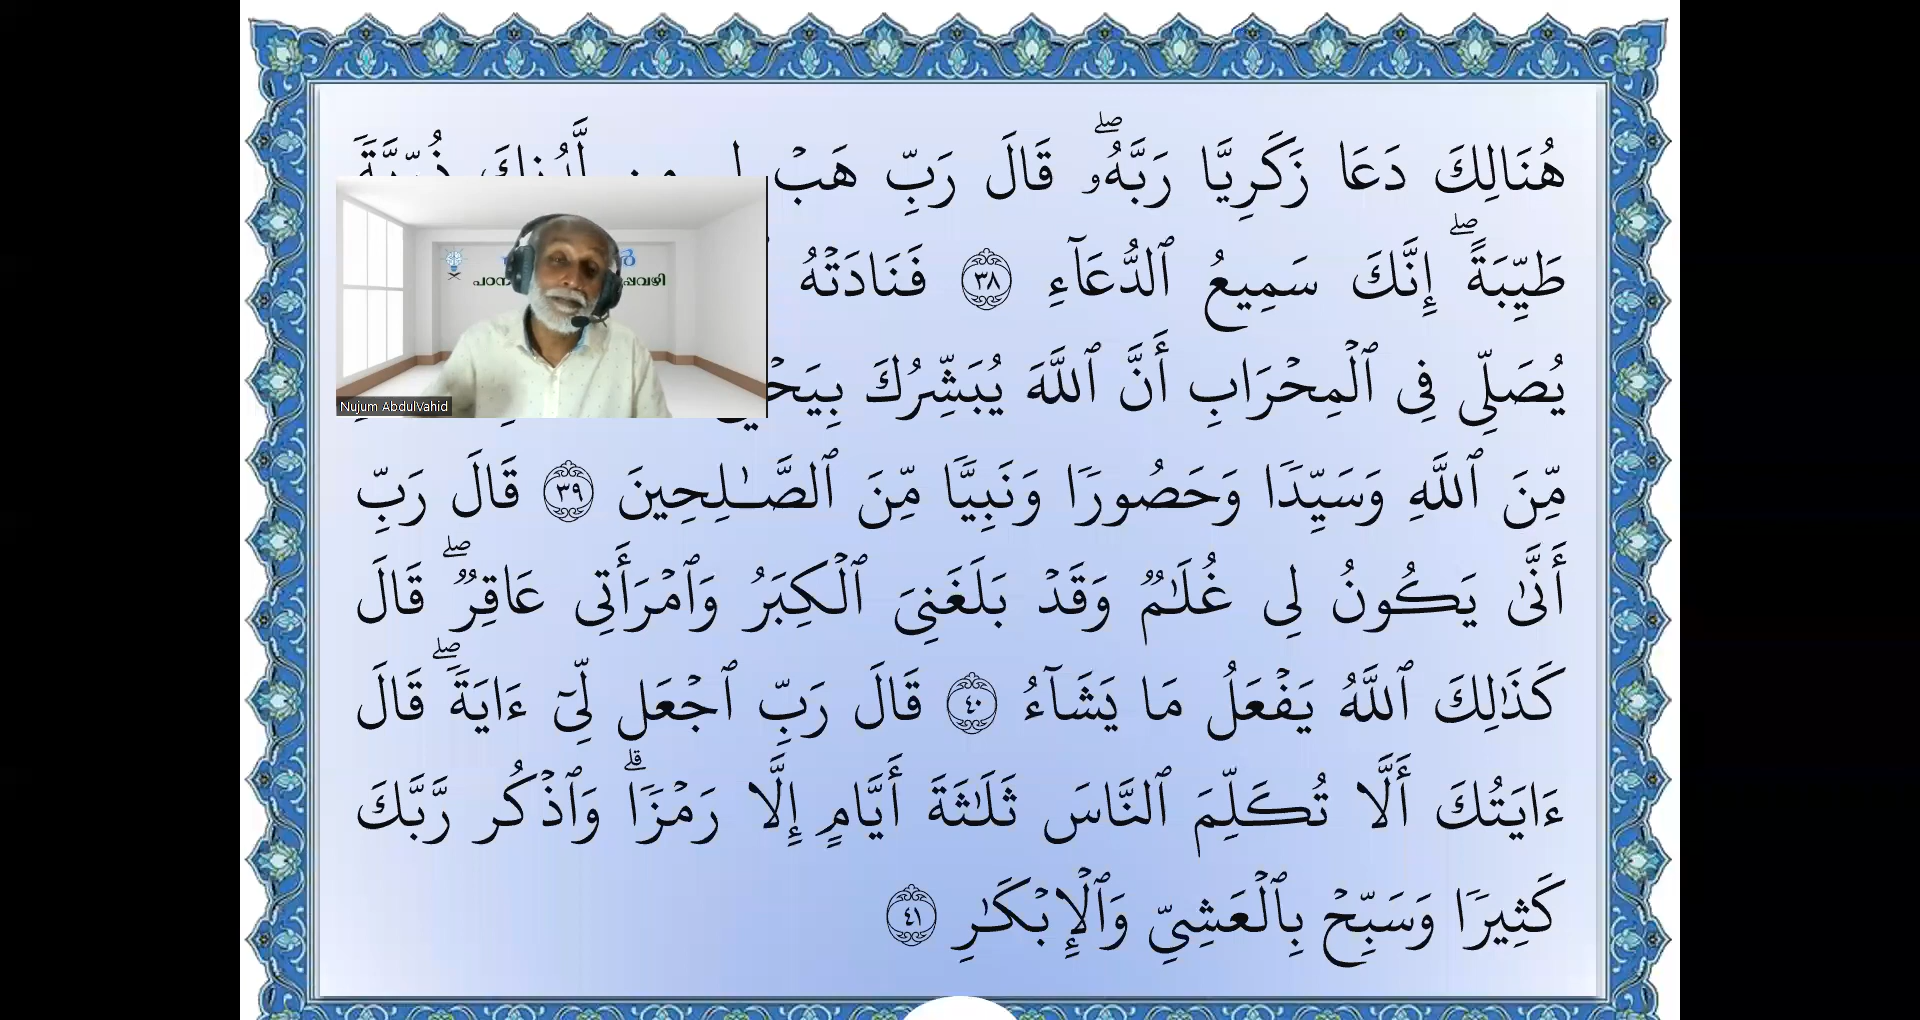 هُنَالِكَ دَعَا زَكَرِيَّا رَبَّهُۥۖ قَالَ رَبِّ هَبۡ لِي مِن لَّدُنكَ ذُرِّيَّةٗ
طَيِّبَةًۖ إِنَّكَ سَمِيعُ ٱلدُّعَآءِ ٣٨ فَنَادَتۡهُ
يُصَلِّي فِي ٱلۡمِحۡرَابِ أَنَّ ٱللَّهَ يُبَشِّرُكَ بِيَحۡيَىٰ
مِّنَ ٱللَّهِ وَسَيِّدٗا وَحَصُورٗا وَنَبِيّٗا مِّنَ ٱلصَّٰلِحِينَ ٣٩ قَالَ رَبِّ
أَنَّىٰ يَكُونُ لِي غُلَٰمٞ وَقَدۡ بَلَغَنِيَ ٱلۡكِبَرُ وَٱمۡرَأَتِي عَاقِرٞۖ قَالَ
كَذَٰلِكَ ٱللَّهُ يَفۡعَلُ مَا يَشَآءُ ٤٠ قَالَ رَبِّ ٱجۡعَل لِّيٓ ءَايَةٗۖ قَالَ
ءَايَتُكَ أَلَّا تُكَلِّمَ ٱلنَّاسَ ثَلَٰثَةَ أَيَّامٍ إِلَّا رَمۡزٗاۗ وَٱذۡكُر رَّبَّكَ
كَثِيرٗا وَسَبِّحۡ بِٱلۡعَشِيِّ وَٱلۡإِبۡكَٰرِ ٤١
Nujum AbdulVahid